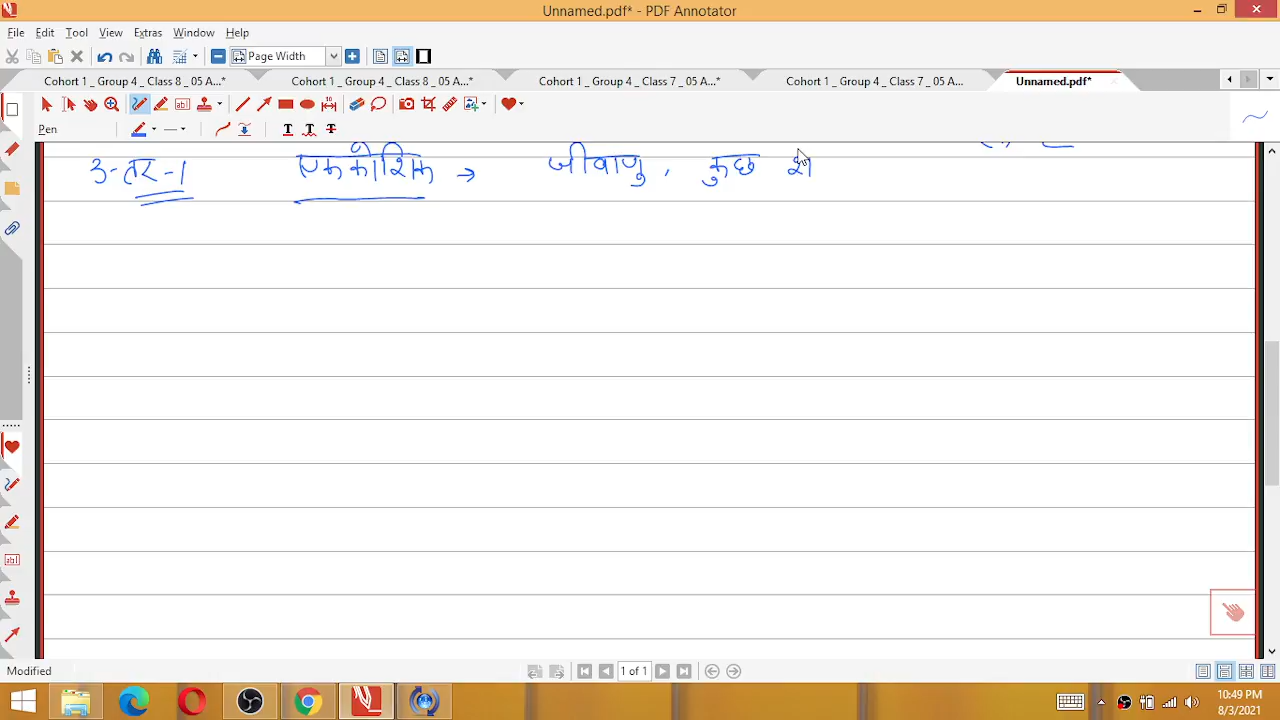 Unnamed.pdf* - PDF Annotator
File Edit Tool View Extras Window Help
Page Width
Cohort 1 _ Group 4 _ Class 8 _ 05 A...* Cohort 1 _ Group 4 _ Class 8 _ 05 A...* Cohort 1 _ Group 4 _ Class 7 _ 05 A...* Cohort 1 _ Group 4 _ Class 7 _ 05 A... Unnamed.pdf*
Pen
उत्तर-1 एककोशिक → जीवाणु, कुछ
1 of 1
Modified
10:49 PM
8/3/2021